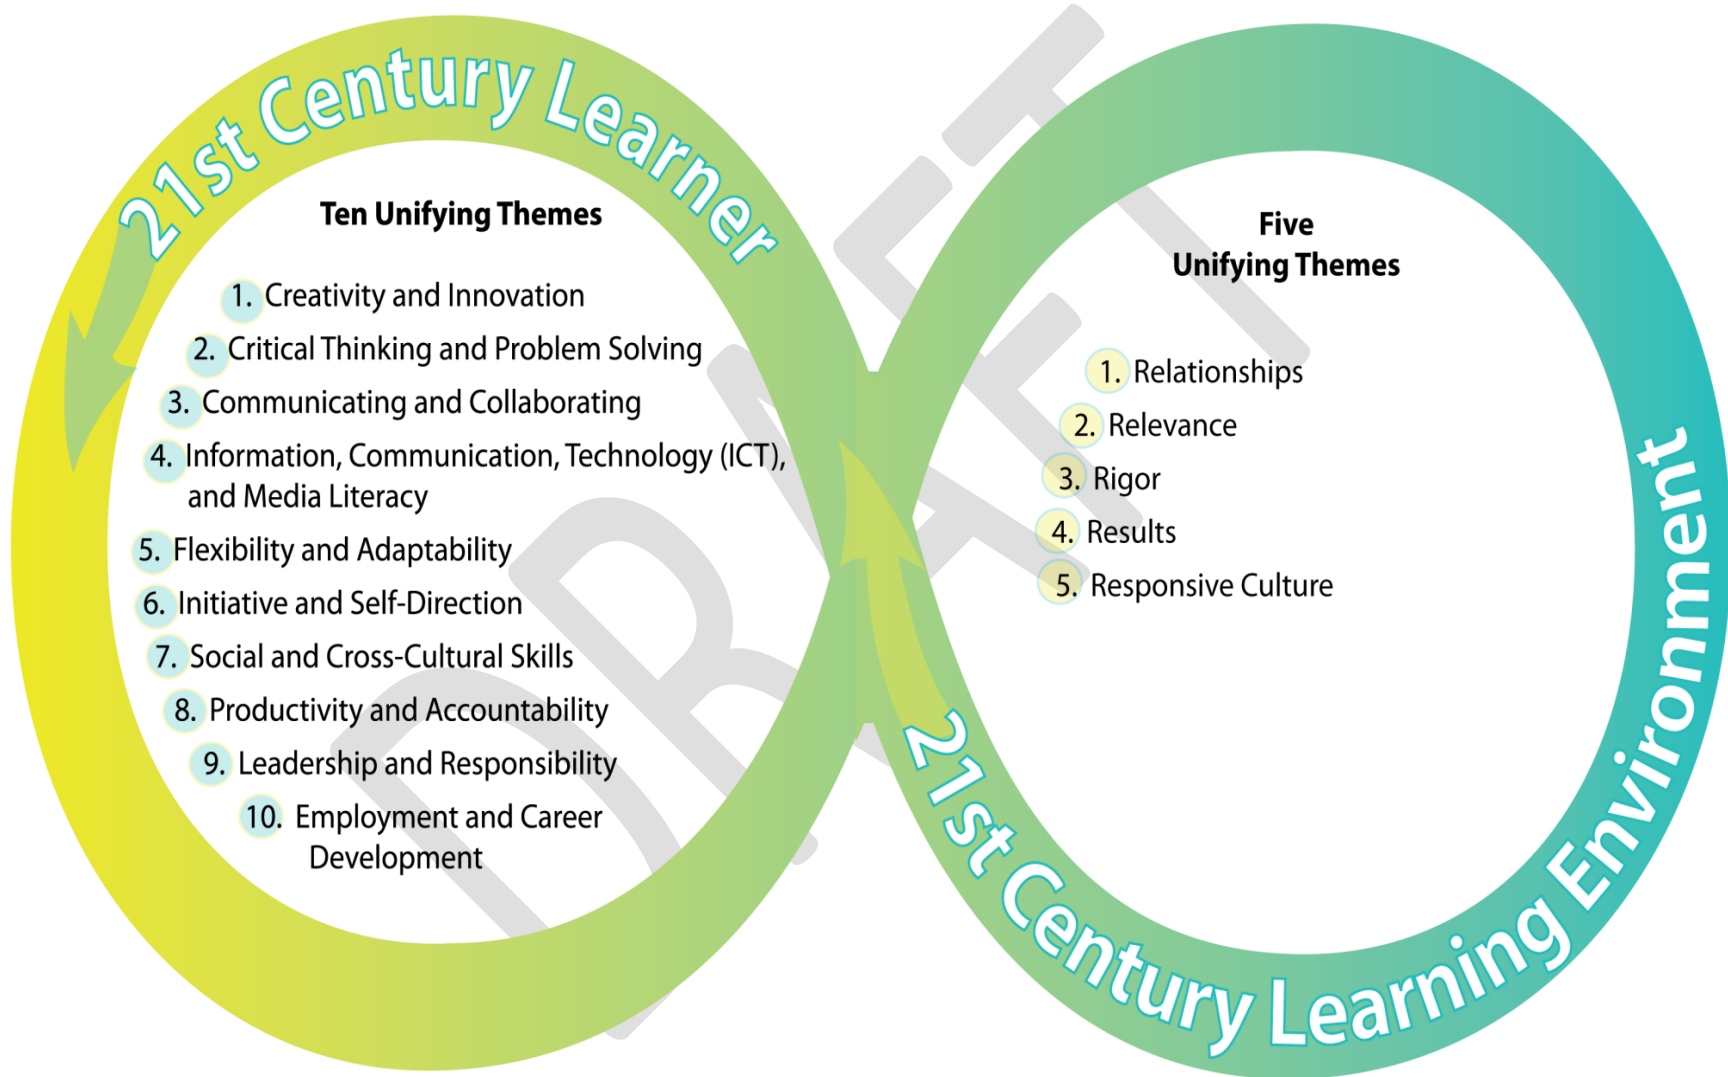 21st Century Learner
Ten Unifying Themes
1. Creativity and Innovation
2. Critical Thinking and Problem Solving
3. Communicating and Collaborating
4. Information, Communication, Technology (ICT),
and Media Literacy
5. Flexibility and Adaptability
6. Initiative and Self-Direction
7. Social and Cross-Cultural Skills
8. Productivity and Accountability
9. Leadership and Responsibility
10. Employment and Career
Development
Five
Unifying Themes
1. Relationships
2. Relevance
3. Rigor
4. Results
5. Responsive Culture
21st Century Learning Environment
DRAFT